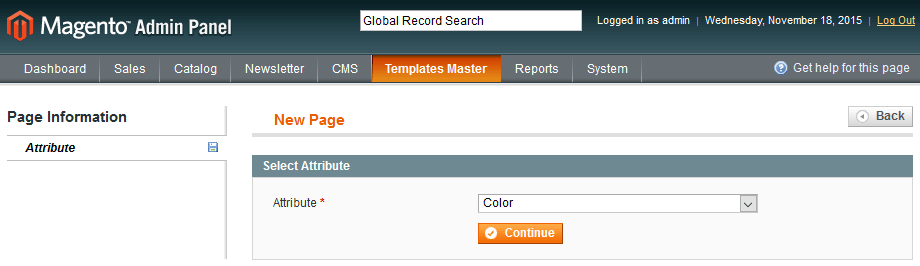 Magento Admin Panel
Global Record Search
Logged in as admin | Wednesday, November 18, 2015 | Log Out
Dashboard Sales Catalog Newsletter CMS Templates Master Reports System Get help for this page
Page Information
Attribute
New Page
Back
Select Attribute
Attribute * Color
Continue